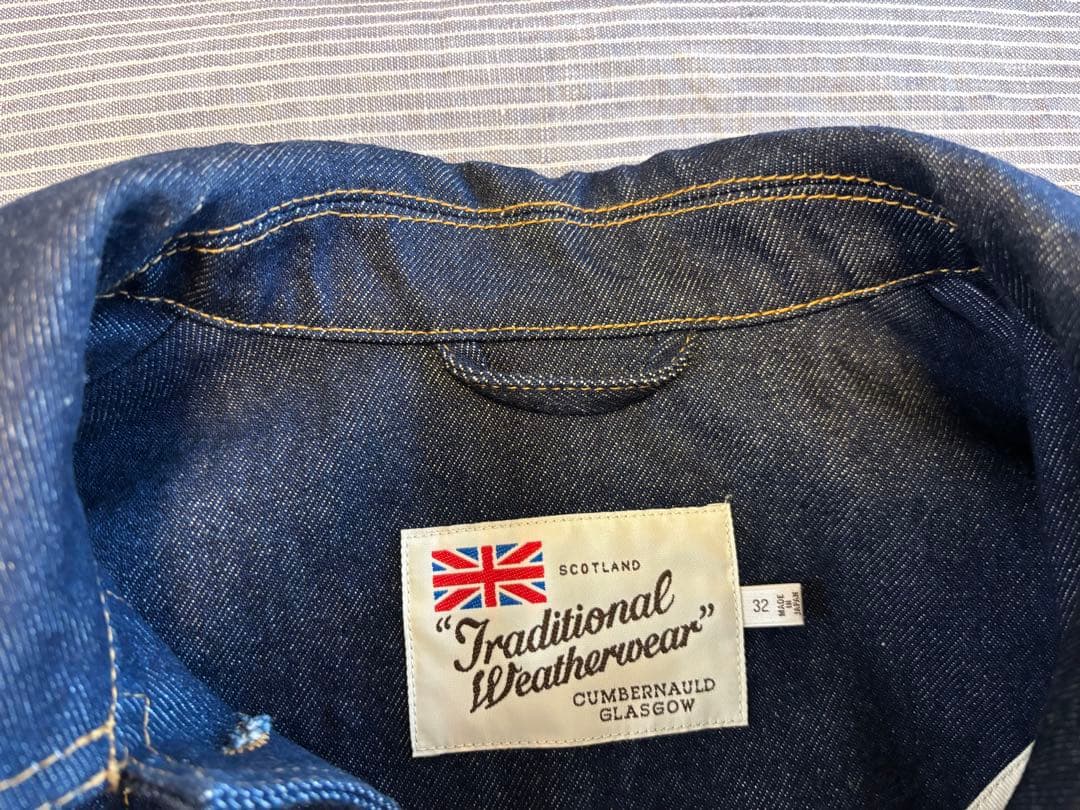 SCOTLAND
"Traditional
Weatherwear"
CUMBERNAULD
GLASGOW
32
MADE
IN
JAPAN